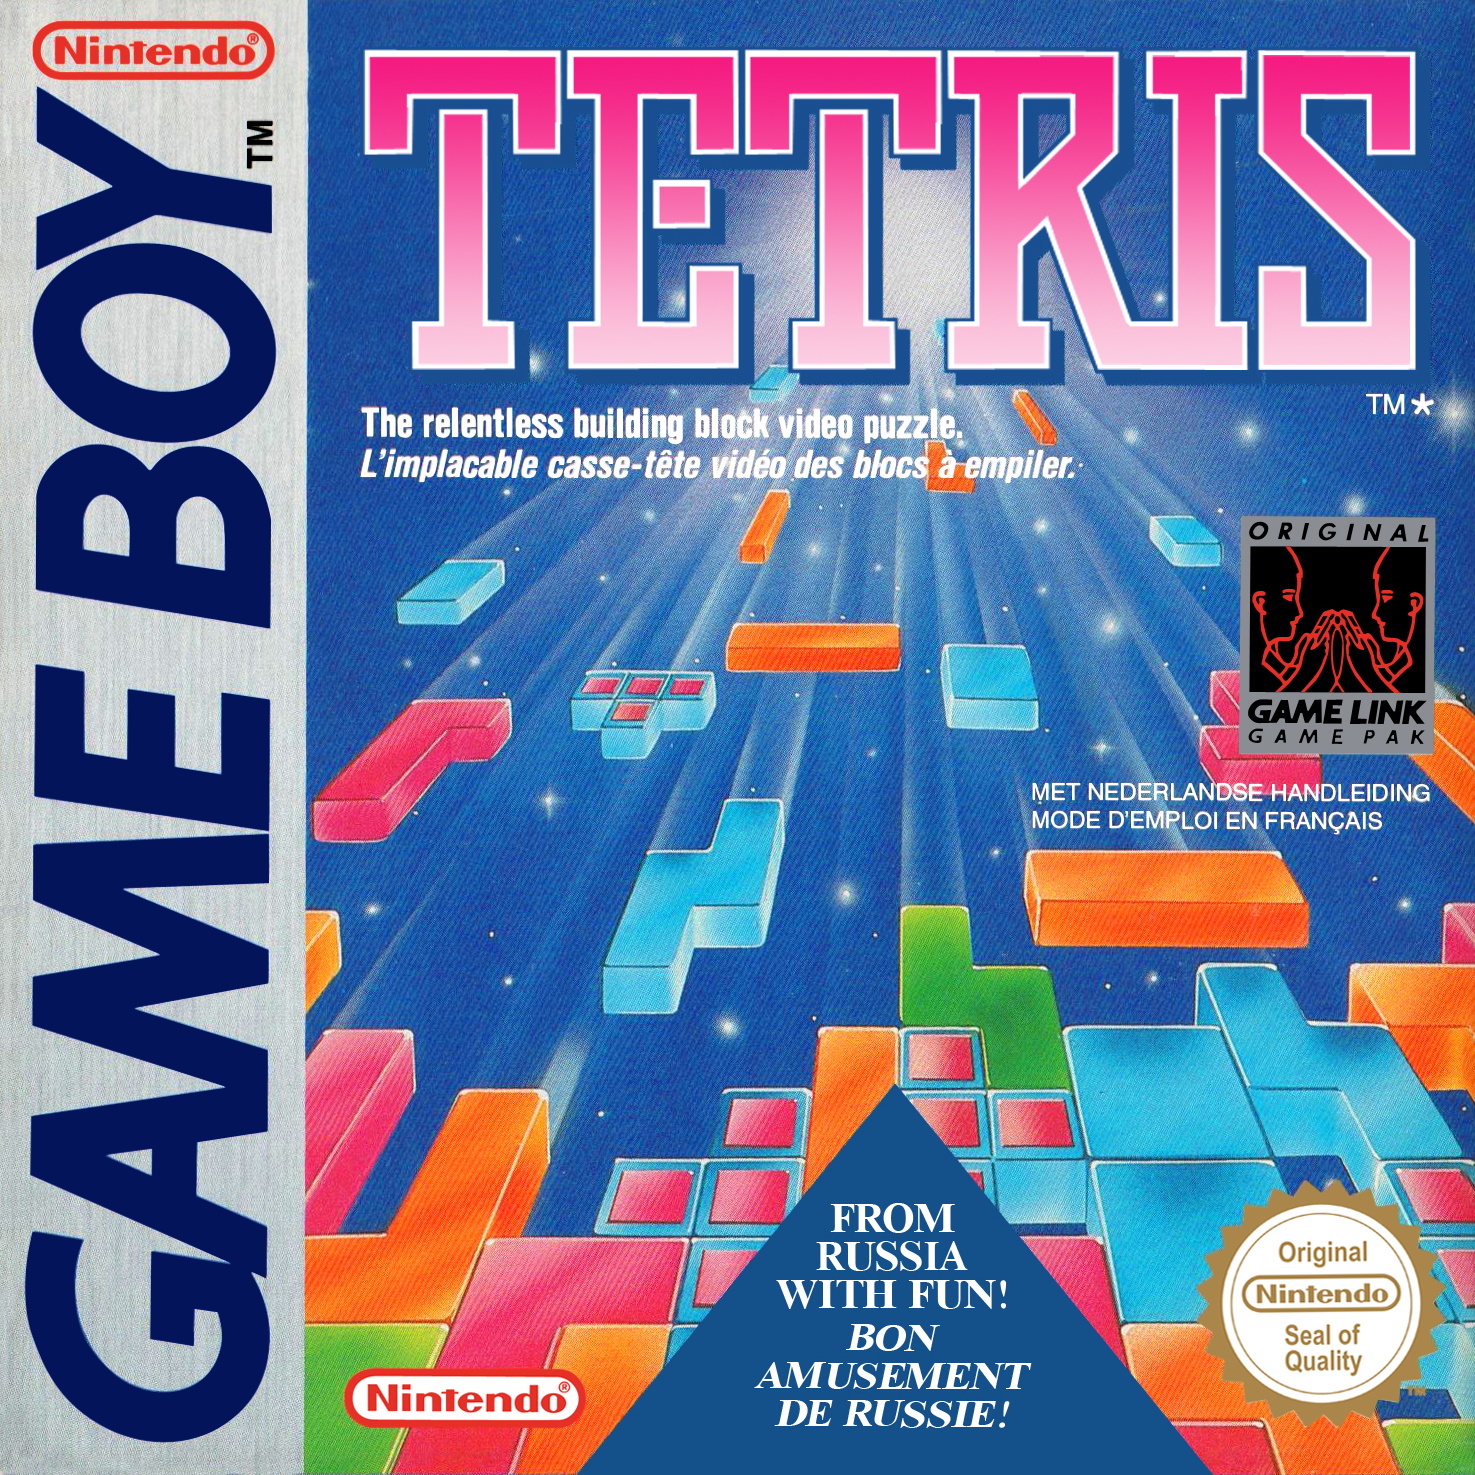 Nintendo®
GAME BOY™
TETRIS
™*
The relentless building block video puzzle.
L'implacable casse-tête vidéo des blocs à empiler.
ORIGINAL
GAME LINK
GAME PAK
MET NEDERLANDSE HANDLEIDING
MODE D'EMPLOI EN FRANÇAIS
FROM
RUSSIA
WITH FUN!
BON
AMUSEMENT
DE RUSSIE!
Nintendo®
Original
Nintendo
Seal of
Quality
™